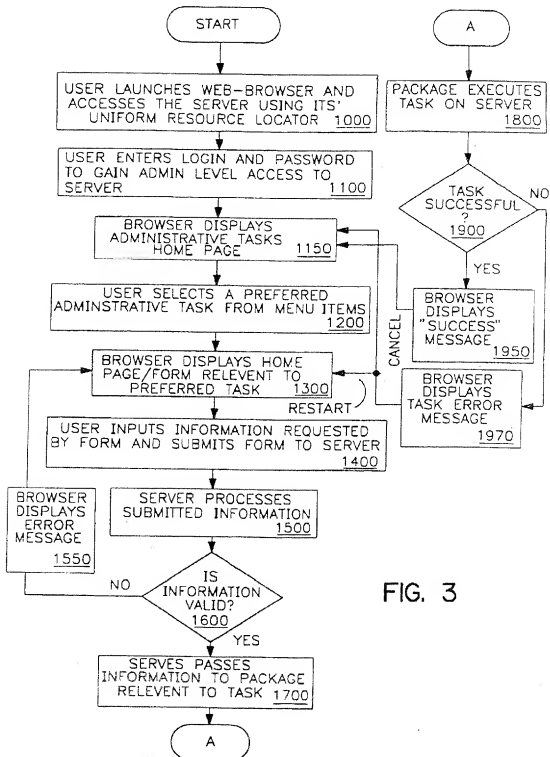 START
USER LAUNCHES WEB-BROWSER AND
ACCESSES THE SERVER USING ITS'
UNIFORM RESOURCE LOCATOR 1000
USER ENTERS LOGIN AND PASSWORD
TO GAIN ADMIN LEVEL ACCESS TO
SERVER 1100
BROWSER DISPLAYS
ADMINISTRATIVE TASKS
HOME PAGE 1150
USER SELECTS A PREFERRED
ADMINSTRATIVE TASK FROM MENU ITEMS
1200
BROWSER DISPLAYS HOME
PAGE/FORM RELEVENT TO
PREFERRED TASK 1300
RESTART
CANCEL
USER INPUTS INFORMATION REQUESTED
BY FORM AND SUBMITS FORM TO SERVER
1400
SERVER PROCESSES
SUBMITTED INFORMATION
1500
BROWSER
DISPLAYS
ERROR
MESSAGE
1550
NO
IS
INFORMATION
VALID?
1600
YES
SERVES PASSES
INFORMATION TO PACKAGE
RELEVENT TO TASK 1700
A
A
PACKAGE EXECUTES
TASK ON SERVER
1800
TASK
SUCCESSFUL
?
1900
NO
YES
BROWSER
DISPLAYS
"SUCCESS"
MESSAGE
1950
BROWSER
DISPLAYS
TASK ERROR
MESSAGE
1970
FIG. 3